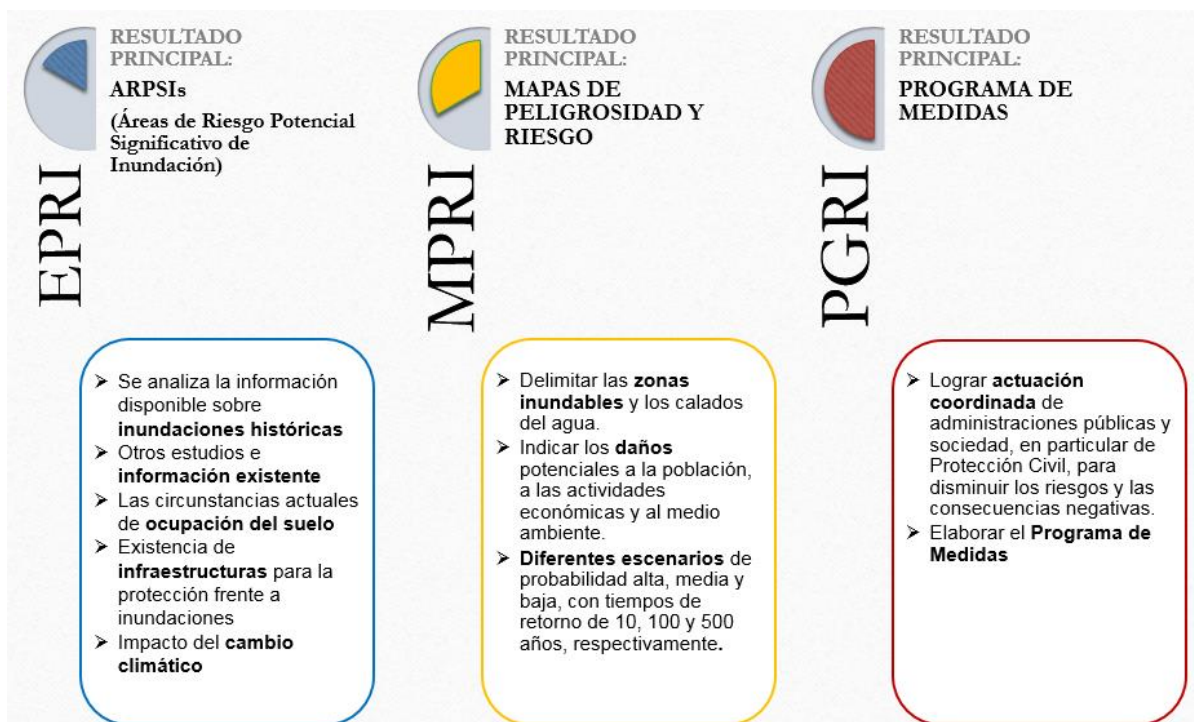 RESULTADO
PRINCIPAL:
ARPSIs
(Áreas de Riesgo Potencial
Significativo de
Inundación)
EPRI
➤ Se analiza la información
disponible sobre
inundaciones históricas
➤ Otros estudios e
información existente
➤ Las circunstancias actuales
de ocupación del suelo
➤ Existencia de
infraestructuras para la
protección frente a
inundaciones
➤ Impacto del cambio
climático
RESULTADO
PRINCIPAL:
MAPAS DE
PELIGROSIDAD Y
RIESGO
MPRI
➤ Delimitar las zonas
inundables y los calados
del agua.
➤ Indicar los daños
potenciales a la población,
a las actividades
económicas y al medio
ambiente.
➤ Diferentes escenarios de
probabilidad alta, media y
baja, con tiempos de
retorno de 10, 100 y 500
años, respectivamente.
RESULTADO
PRINCIPAL:
PROGRAMA DE
MEDIDAS
PGRI
➤ Lograr actuación
coordinada de
administraciones públicas y
sociedad, en particular de
Protección Civil, para
disminuir los riesgos y las
consecuencias negativas.
➤ Elaborar el Programa de
Medidas